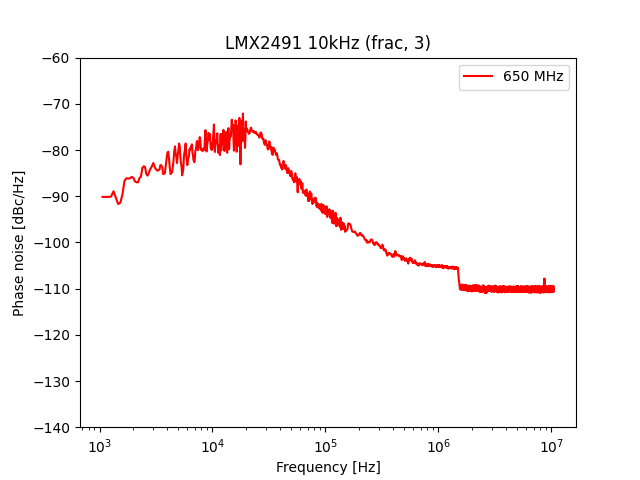 LMX2491 10kHz (frac, 3)
650 MHz
Phase noise [dBc/Hz]
−60
−70
−80
−90
−100
−110
−120
−130
−140
10³ 10⁴ 10⁵ 10⁶ 10⁷
Frequency [Hz]